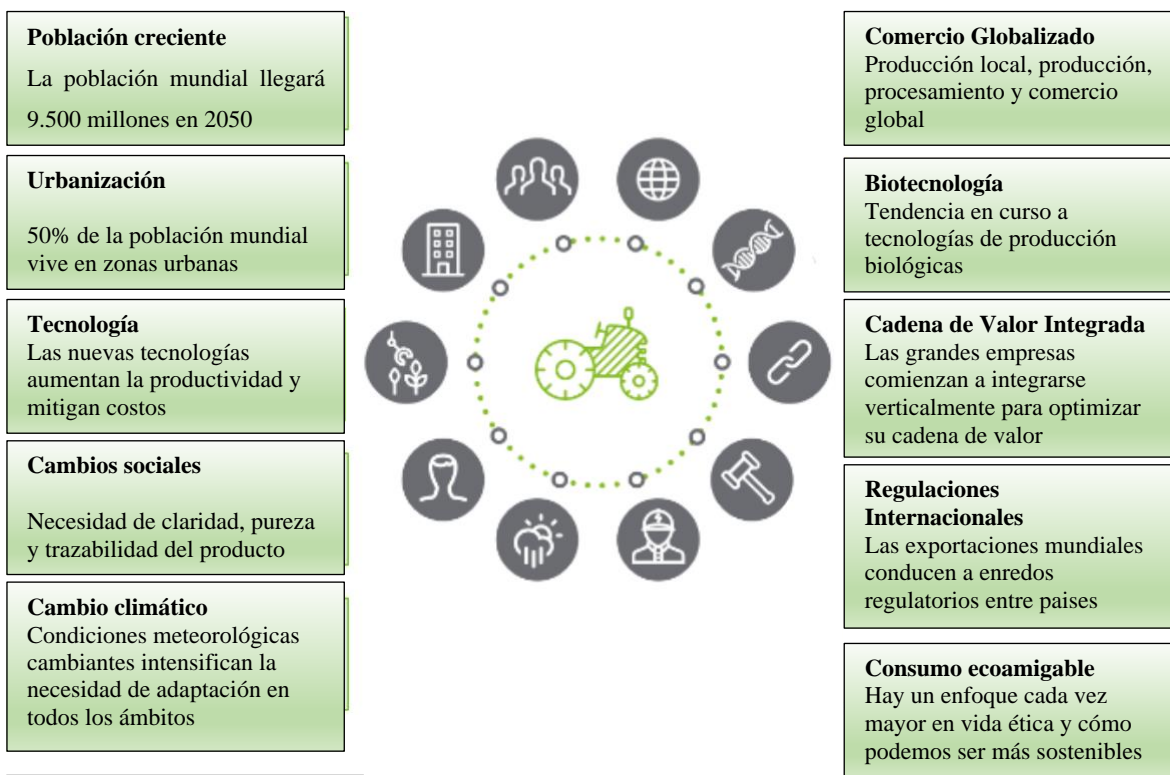 Población creciente
La población mundial llegará
9.500 millones en 2050
Urbanización
50% de la población mundial
vive en zonas urbanas
Tecnología
Las nuevas tecnologías
aumentan la productividad y
mitigan costos
Cambios sociales
Necesidad de claridad, pureza
y trazabilidad del producto
Cambio climático
Condiciones meteorológicas
cambiantes intensifican la
necesidad de adaptación en
todos los ámbitos
Comercio Globalizado
Producción local, producción,
procesamiento y comercio
global
Biotecnología
Tendencia en curso a
tecnologías de producción
biológicas
Cadena de Valor Integrada
Las grandes empresas
comienzan a integrarse
verticalmente para optimizar
su cadena de valor
Regulaciones
Internacionales
Las exportaciones mundiales
conducen a enredos
regulatorios entre paises
Consumo ecoamigable
Hay un enfoque cada vez
mayor en vida ética y cómo
podemos ser más sostenibles